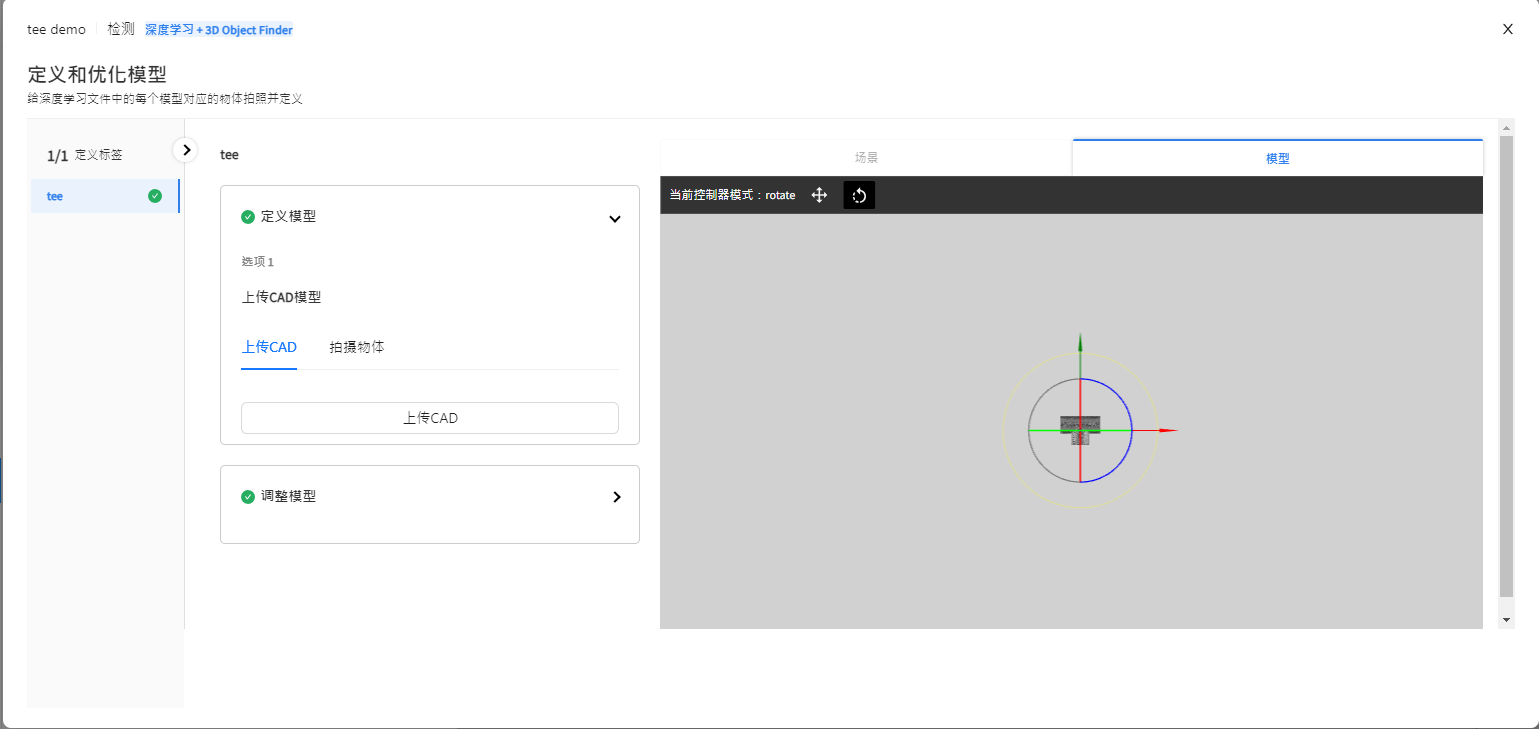 tee demo 检测 深度学习 + 3D Object Finder X
定义和优化模型
给深度学习文件中的每个模型对应的物体拍照并定义
1/1 定义标签
tee
tee
定义模型
选项 1
上传CAD模型
上传CAD 拍摄物体
上传CAD
调整模型
场景 模型
当前控制器模式：rotate